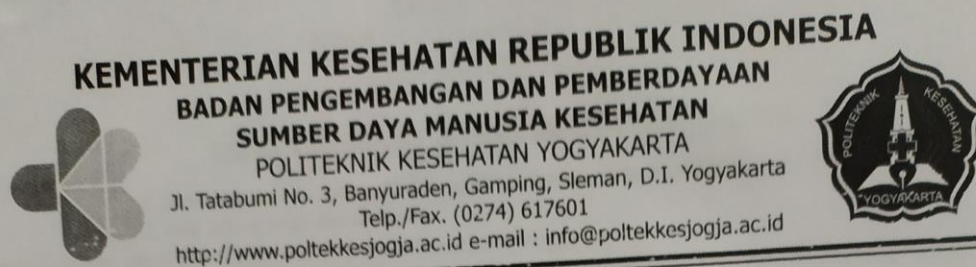 KEMENTERIAN KESEHATAN REPUBLIK INDONESIA
BADAN PENGEMBANGAN DAN PEMBERDAYAAN
SUMBER DAYA MANUSIA KESEHATAN
POLITEKNIK KESEHATAN YOGYAKARTA
Jl. Tatabumi No. 3, Banyuraden, Gamping, Sleman, D.I. Yogyakarta
Telp./Fax. (0274) 617601
http://www.poltekkesjogja.ac.id e-mail : info@poltekkesjogja.ac.id
POLITEKNIK KESEHATAN
YOGYAKARTA